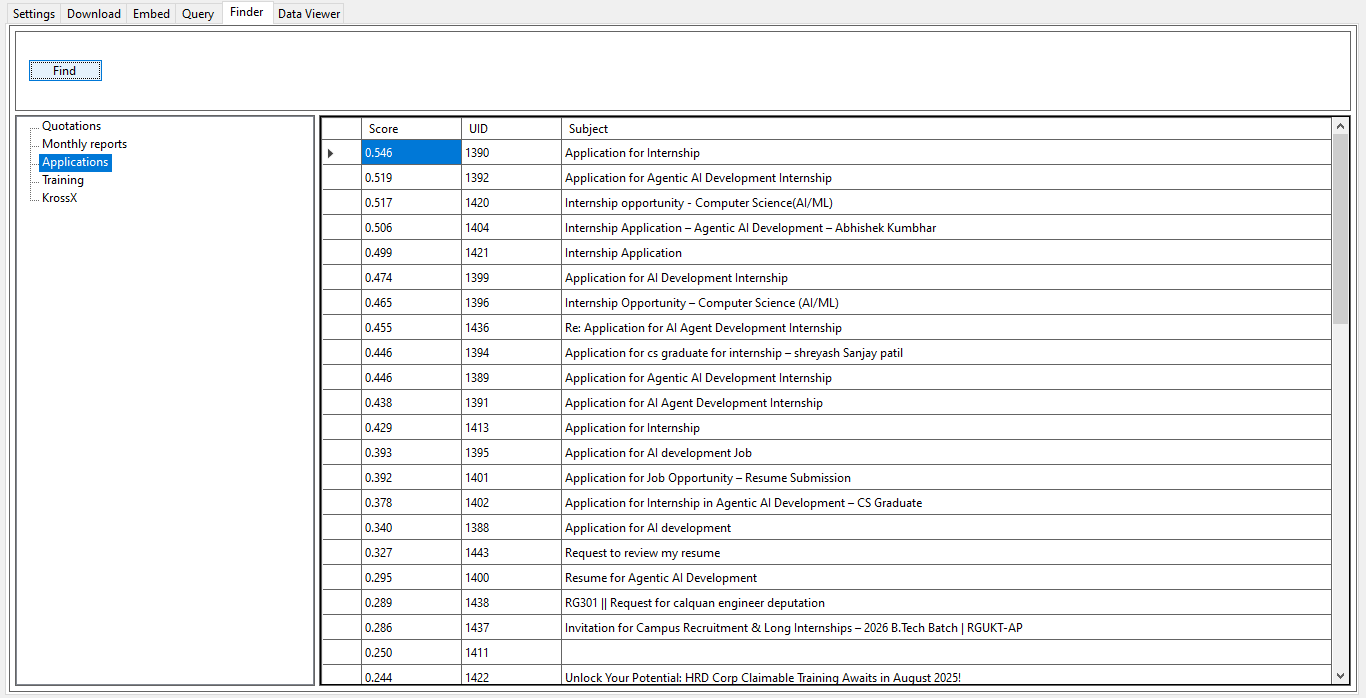 Settings Download Embed Query Finder Data Viewer
Find
Quotations
Monthly reports
Applications
Training
KrossX
Score UID Subject
0.546 1390 Application for Internship
0.519 1392 Application for Agentic AI Development Internship
0.517 1420 Internship opportunity - Computer Science(AI/ML)
0.506 1404 Internship Application – Agentic AI Development – Abhishek Kumbhar
0.499 1421 Internship Application
0.474 1399 Application for AI Development Internship
0.465 1396 Internship Opportunity – Computer Science (AI/ML)
0.455 1436 Re: Application for AI Agent Development Internship
0.446 1394 Application for cs graduate for internship – shreyash Sanjay patil
0.446 1389 Application for Agentic AI Development Internship
0.438 1391 Application for AI Agent Development Internship
0.429 1413 Application for Internship
0.393 1395 Application for AI development Job
0.392 1401 Application for Job Opportunity – Resume Submission
0.378 1402 Application for Internship in Agentic AI Development – CS Graduate
0.340 1388 Application for AI development
0.327 1443 Request to review my resume
0.295 1400 Resume for Agentic AI Development
0.289 1438 RG301 || Request for calquan engineer deputation
0.286 1437 Invitation for Campus Recruitment & Long Internships – 2026 B.Tech Batch | RGUKT-AP
0.250 1411
0.244 1422 Unlock Your Potential: HRD Corp Claimable Training Awaits in August 2025!